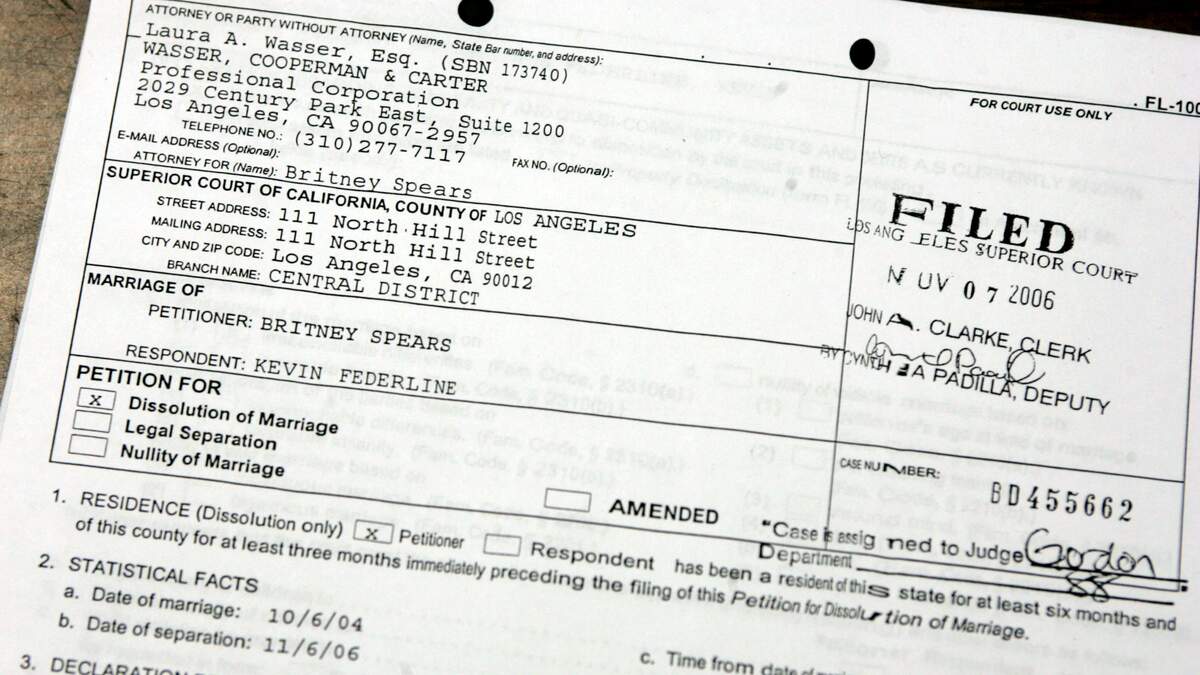 ATTORNEY OR PARTY WITHOUT ATTORNEY (Name, State Bar number, and address):
Laura A. Wasser, Esq. (SBN 173740)
WASSER, COOPERMAN & CARTER
Professional Corporation
2029 Century Park East, Suite 1200
Los Angeles, CA 90067-2957
TELEPHONE NO.: (310)277-7117 FAX NO. (Optional):
E-MAIL ADDRESS (Optional):
ATTORNEY FOR (Name): Britney Spears
SUPERIOR COURT OF CALIFORNIA, COUNTY OF LOS ANGELES
STREET ADDRESS: 111 North Hill Street
MAILING ADDRESS: 111 North Hill Street
CITY AND ZIP CODE: Los Angeles, CA 90012
BRANCH NAME: CENTRAL DISTRICT
MARRIAGE OF
PETITIONER: BRITNEY SPEARS
RESPONDENT: KEVIN FEDERLINE
PETITION FOR
x Dissolution of Marriage
Legal Separation
Nullity of Marriage
AMENDED
FL-100
FOR COURT USE ONLY
FILED
LOS ANGELES SUPERIOR COURT
NOV 07 2006
JOHN A. CLARKE, CLERK
BY CYNTHIA PADILLA, DEPUTY
CASE NUMBER:
BD455662
"Case is assigned to Judge Gordon
Department 88
1. RESIDENCE (Dissolution only) x Petitioner Respondent has been a resident of this state for at least six months and
of this county for at least three months immediately preceding the filing of this Petition for Dissolution of Marriage.
2. STATISTICAL FACTS
a. Date of marriage: 10/6/04
b. Date of separation: 11/6/06
c. Time from date of
3. DECLARATION